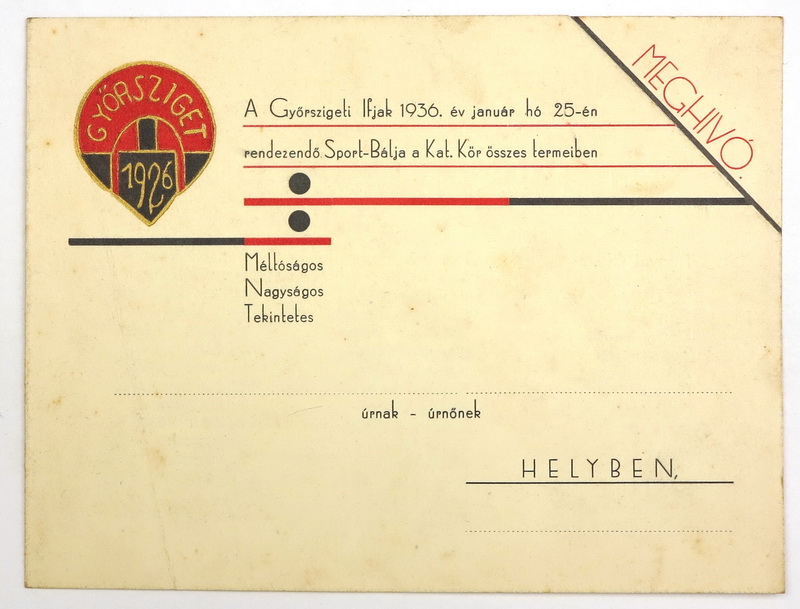 GYŐRSZIGET
1926
MEGHIVÓ.
A Győrszigeti Ifjak 1936. év január hó 25-én
rendezendő Sport-Bálja a Kat. Kör összes termeiben
Méltóságos
Nagyságos
Tekintetes
úrnak - úrnőnek
HELYBEN,